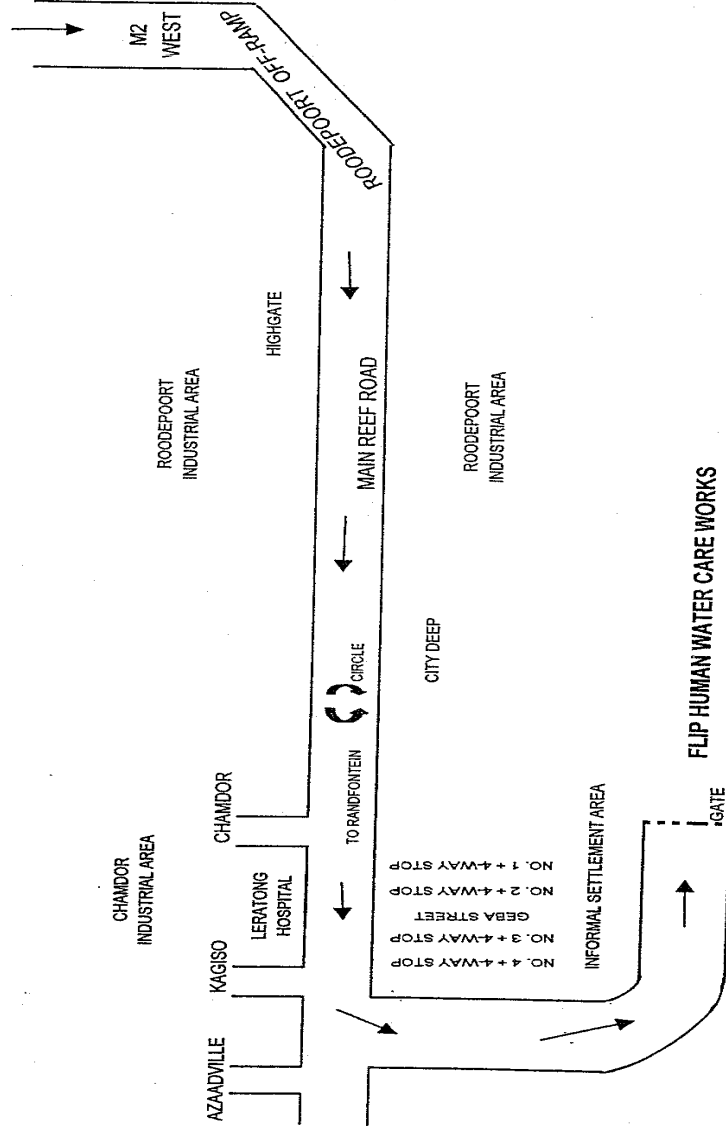 M2
WEST
ROODEPOORT OFF-RAMP
HIGHGATE
ROODEPOORT
INDUSTRIAL AREA
MAIN REEF ROAD
ROODEPOORT
INDUSTRIAL AREA
CIRCLE
CITY DEEP
FLIP HUMAN WATER CARE WORKS
CHAMDOR
INDUSTRIAL AREA
CHAMDOR
TO RANDFONTEIN
LERATONG
HOSPITAL
NO. 1 + 4-WAY STOP
NO. 2 + 4-WAY STOP
GEBA STREET
NO. 3 + 4-WAY STOP
NO. 4 + 4-WAY STOP
INFORMAL SETTLEMENT AREA
GATE
KAGISO
AZAADVILLE